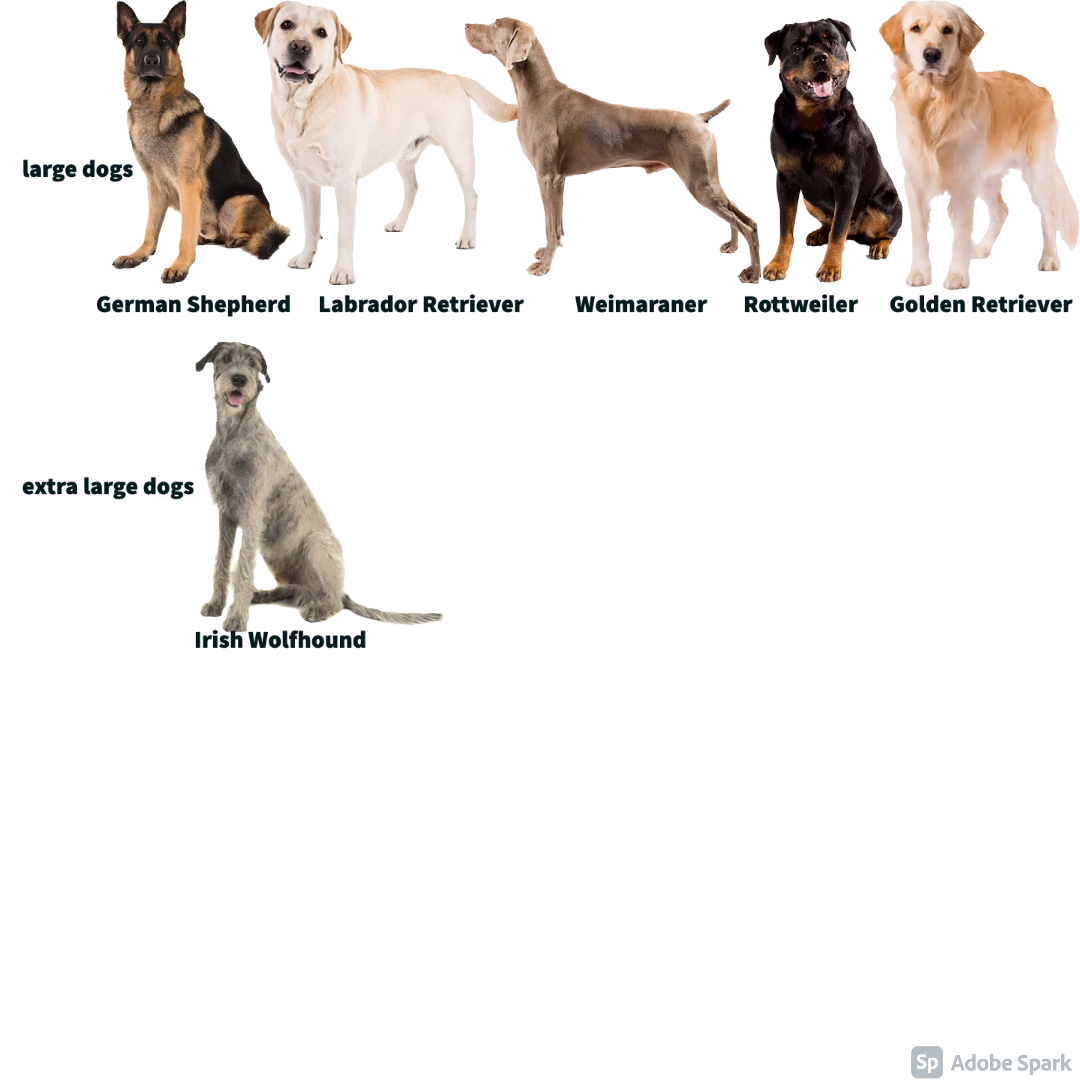 large dogs
German Shepherd
Labrador Retriever
Weimaraner
Rottweiler
Golden Retriever
extra large dogs
Irish Wolfhound
Sp Adobe Spark